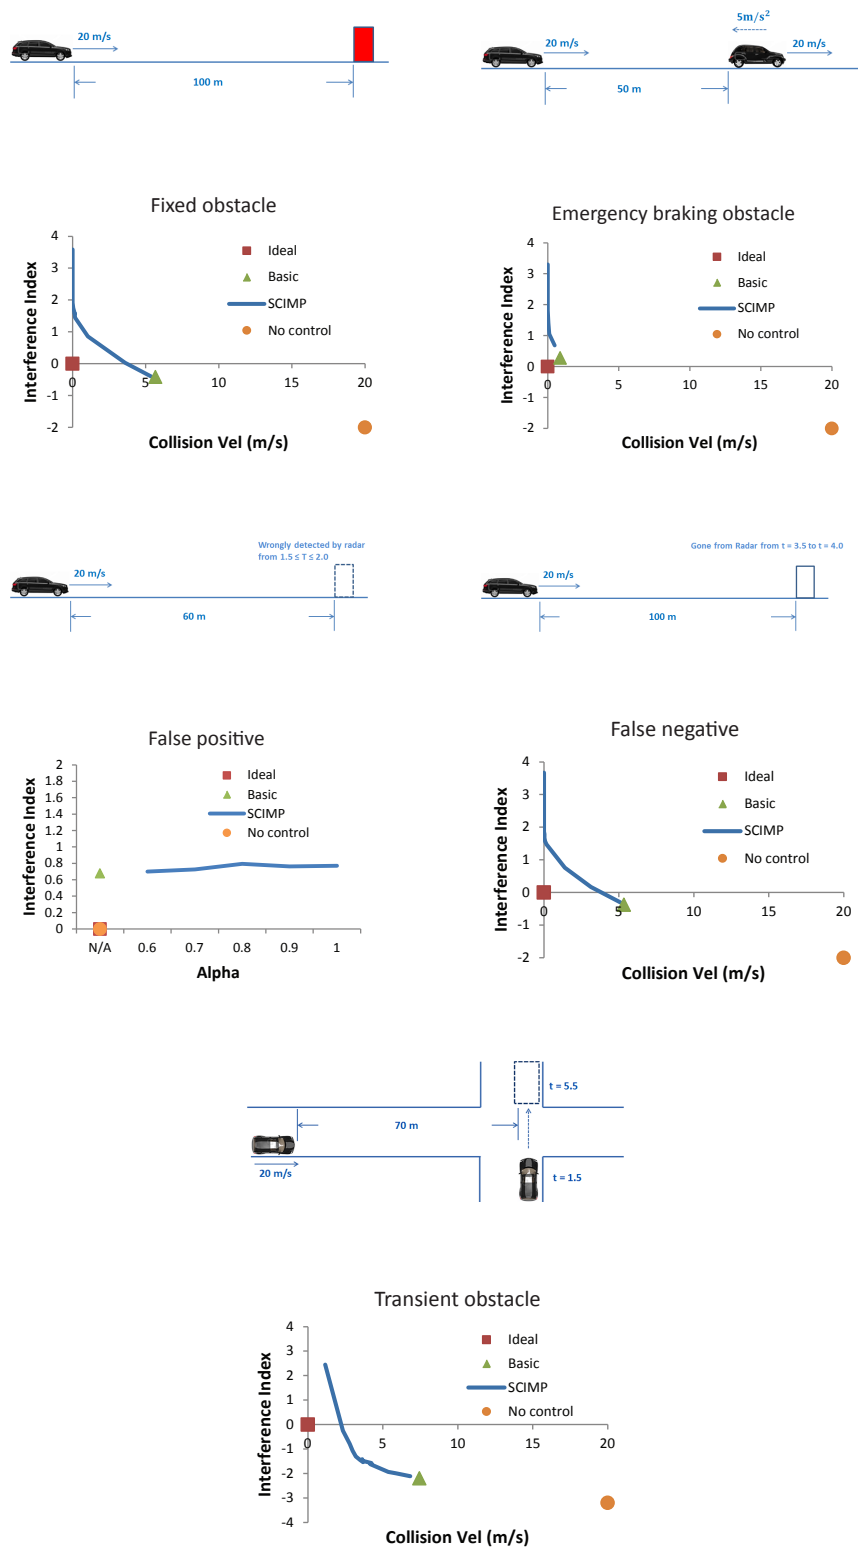 20 m/s
100 m
5m/s²
20 m/s
20 m/s
50 m
Fixed obstacle
Interference Index
4
3
2
1
0
-1
-2
0
5
10
15
20
Ideal
Basic
SCIMP
No control
Collision Vel (m/s)
Emergency braking obstacle
Interference Index
4
3
2
1
0
-1
-2
0
5
10
15
20
Ideal
Basic
SCIMP
No control
Collision Vel (m/s)
Wrongly detected by radar
from 1.5 ≤ T ≤ 2.0
20 m/s
60 m
Gone from Radar from t = 3.5 to t = 4.0
20 m/s
100 m
False positive
Interference Index
2
1.8
1.6
1.4
1.2
1
0.8
0.6
0.4
0.2
0
N/A
0.6
0.7
0.8
0.9
1
Ideal
Basic
SCIMP
No control
Alpha
False negative
Interference Index
4
3
2
1
0
-1
-2
0
5
10
15
20
Ideal
Basic
SCIMP
No control
Collision Vel (m/s)
t = 5.5
70 m
20 m/s
t = 1.5
Transient obstacle
Interference Index
4
3
2
1
0
-1
-2
-3
-4
0
5
10
15
20
Ideal
Basic
SCIMP
No control
Collision Vel (m/s)